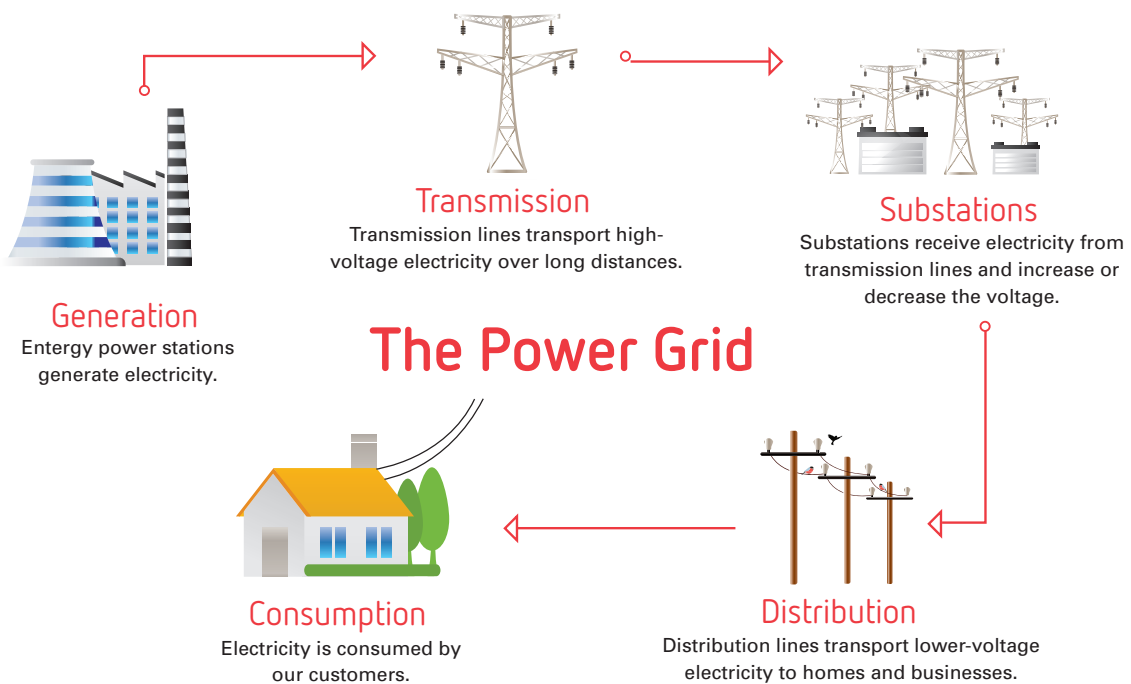 Transmission
Transmission lines transport high-
voltage electricity over long distances.
Substations
Substations receive electricity from
transmission lines and increase or
decrease the voltage.
Generation
Entergy power stations
generate electricity.
The Power Grid
Consumption
Electricity is consumed by
our customers.
Distribution
Distribution lines transport lower-voltage
electricity to homes and businesses.